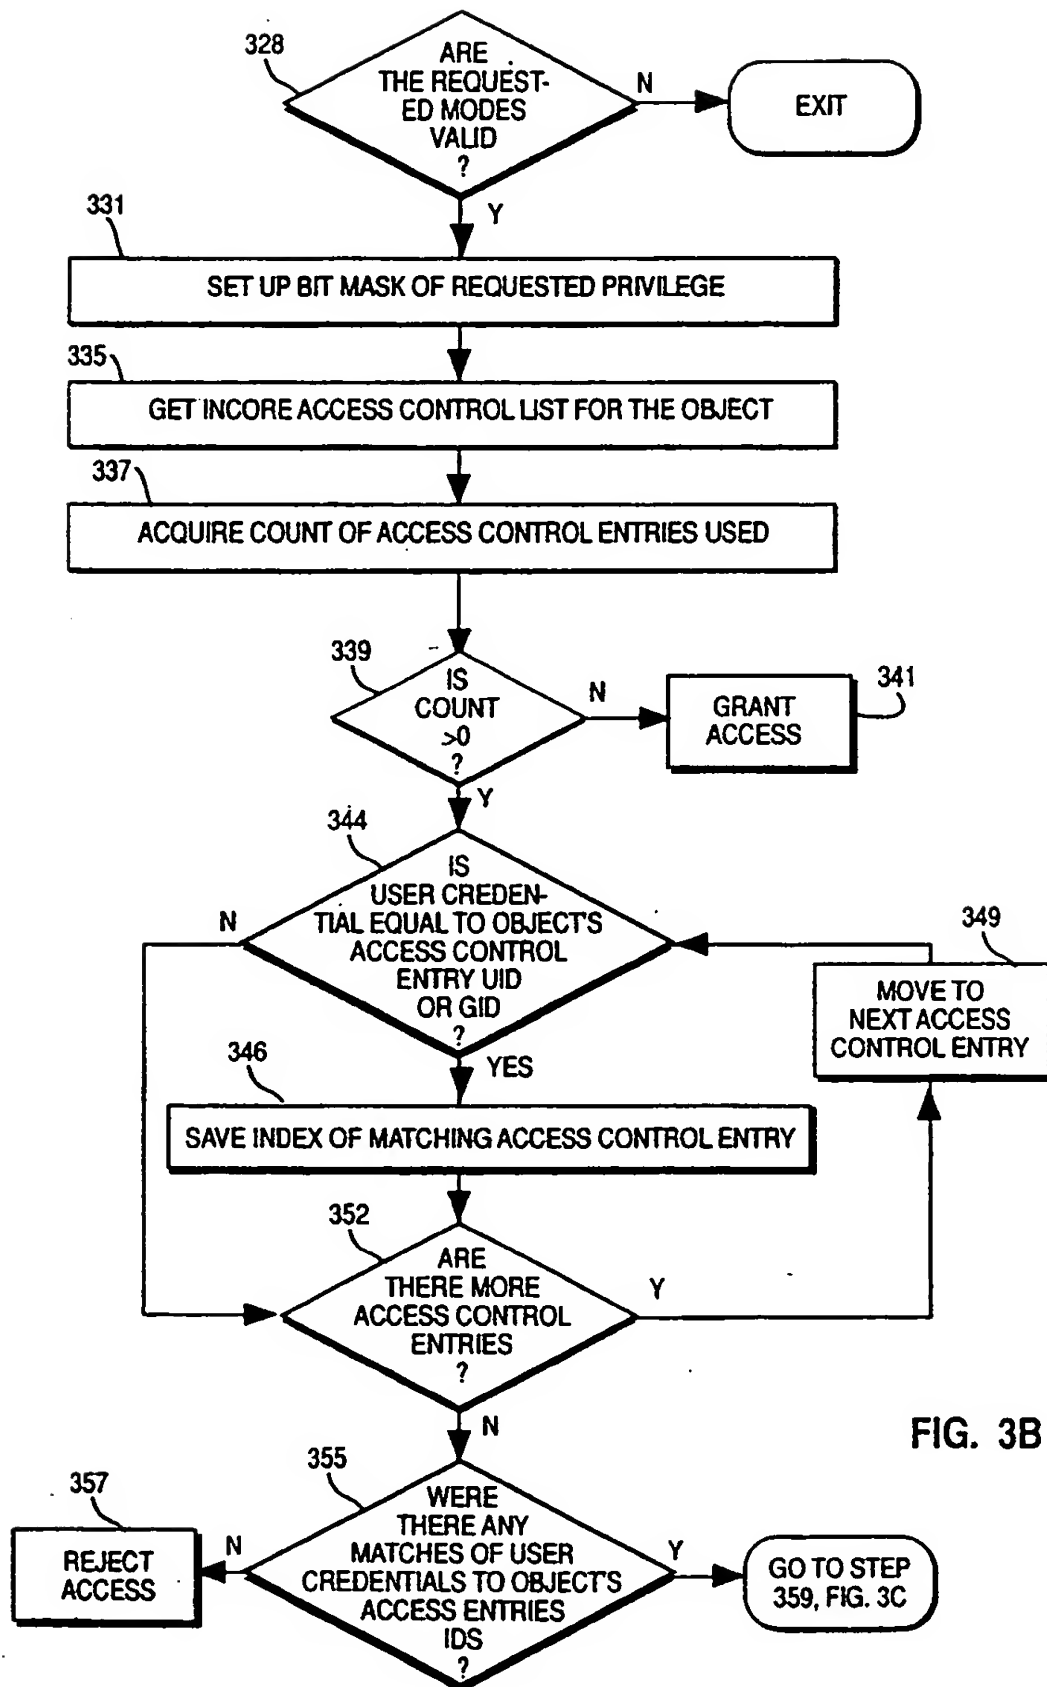 328
ARE
THE REQUEST-
ED MODES
VALID
?
N
EXIT
Y
331
SET UP BIT MASK OF REQUESTED PRIVILEGE
335
GET INCORE ACCESS CONTROL LIST FOR THE OBJECT
337
ACQUIRE COUNT OF ACCESS CONTROL ENTRIES USED
339
IS
COUNT
>0
?
N
GRANT
ACCESS
341
Y
344
IS
USER CREDEN-
TIAL EQUAL TO OBJECT'S
ACCESS CONTROL
ENTRY UID
OR GID
?
N
349
MOVE TO
NEXT ACCESS
CONTROL ENTRY
YES
346
SAVE INDEX OF MATCHING ACCESS CONTROL ENTRY
352
ARE
THERE MORE
ACCESS CONTROL
ENTRIES
?
Y
N
FIG. 3B
355
WERE
THERE ANY
MATCHES OF USER
CREDENTIALS TO OBJECT'S
ACCESS ENTRIES
IDS
?
357
N
REJECT
ACCESS
Y
GO TO STEP
359, FIG. 3C